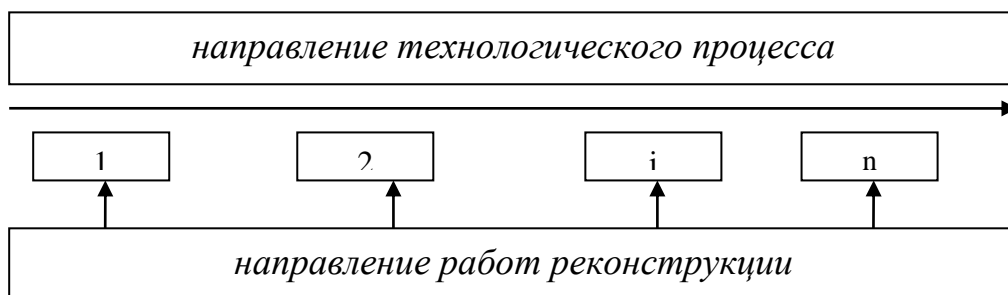 направление технологического процесса
1
2
i
n
направление работ реконструкции